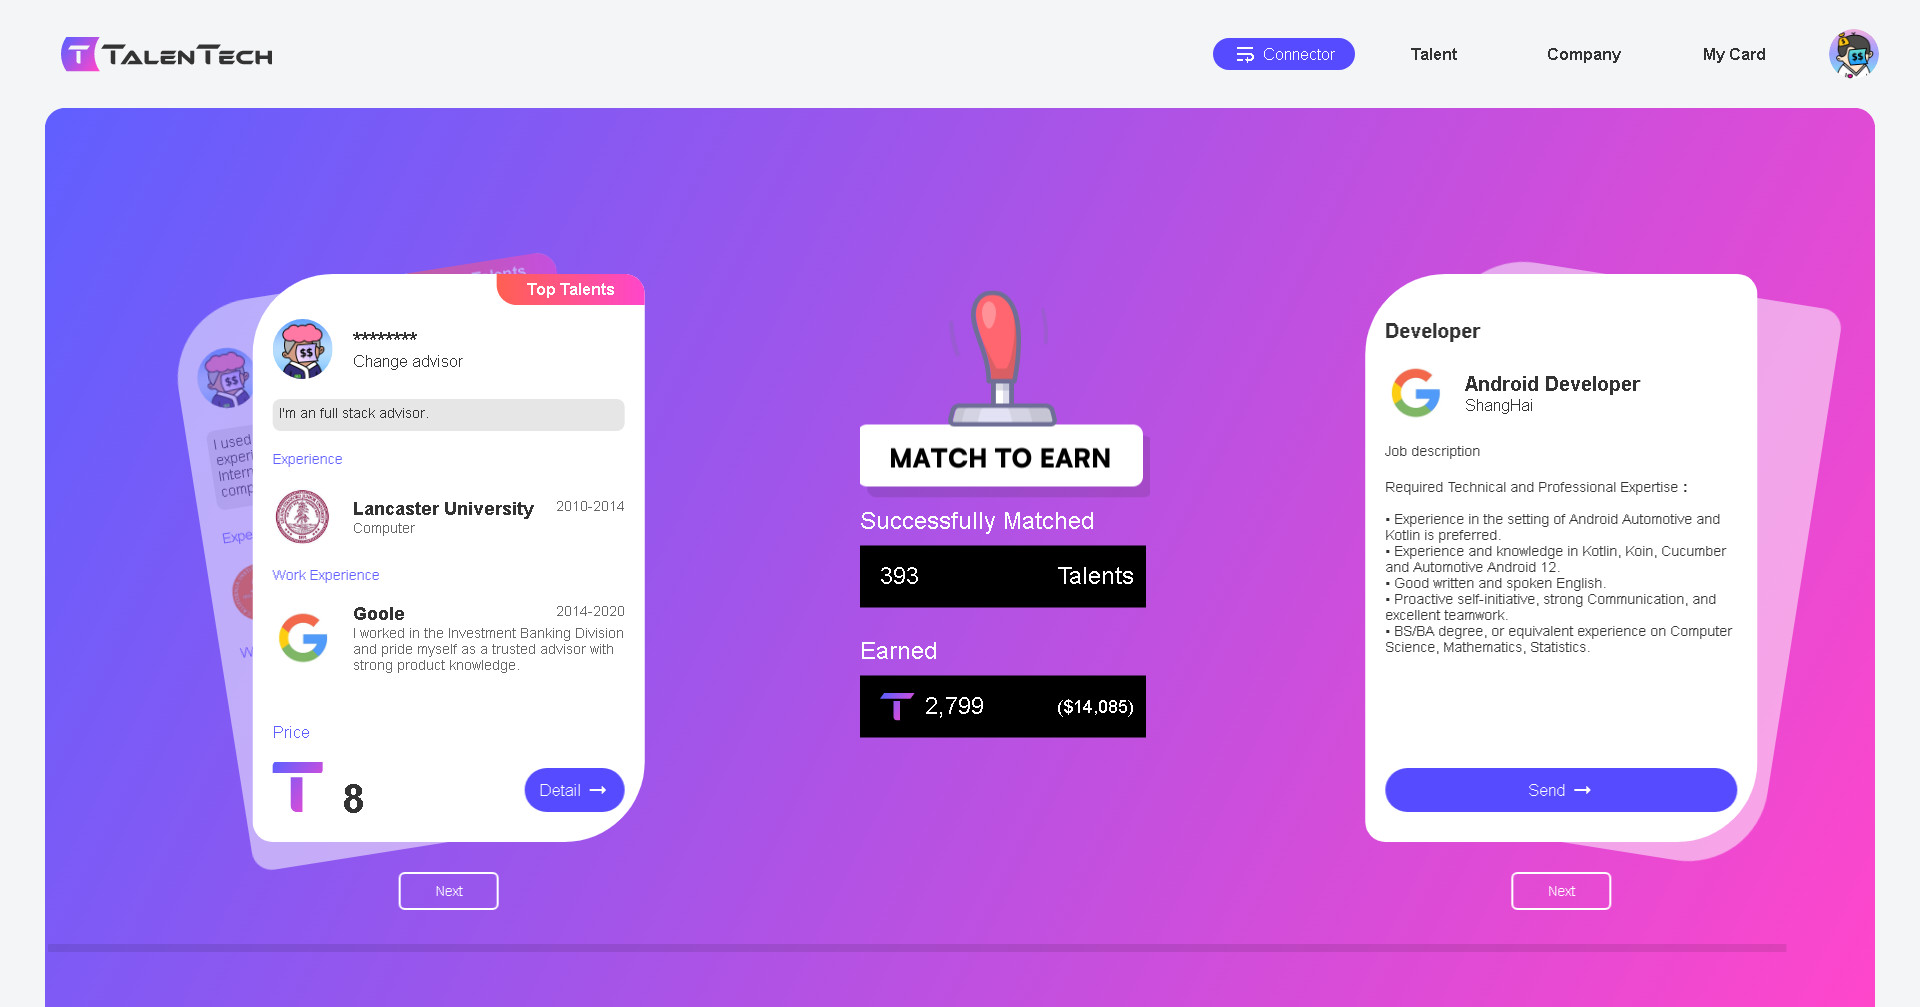 TALENTECH
Connector
Talent
Company
My Card
Talents
Top Talents
********
Change advisor
I'm an full stack advisor.
I used
experi
Intern
comp
Experience
Expe
Lancaster University
2010-2014
Computer
Work Experience
W
Goole
2014-2020
I worked in the Investment Banking Division
and pride myself as a trusted advisor with
strong product knowledge.
Price
T 8
Detail →
Next
MATCH TO EARN
Successfully Matched
393 Talents
Earned
T 2,799 ($14,085)
Developer
Android Developer
ShangHai
Job description
Required Technical and Professional Expertise：
• Experience in the setting of Android Automotive and
Kotlin is preferred.
• Experience and knowledge in Kotlin, Koin, Cucumber
and Automotive Android 12.
• Good written and spoken English.
• Proactive self-initiative, strong Communication, and
excellent teamwork.
• BS/BA degree, or equivalent experience on Computer
Science, Mathematics, Statistics.
Send →
Next